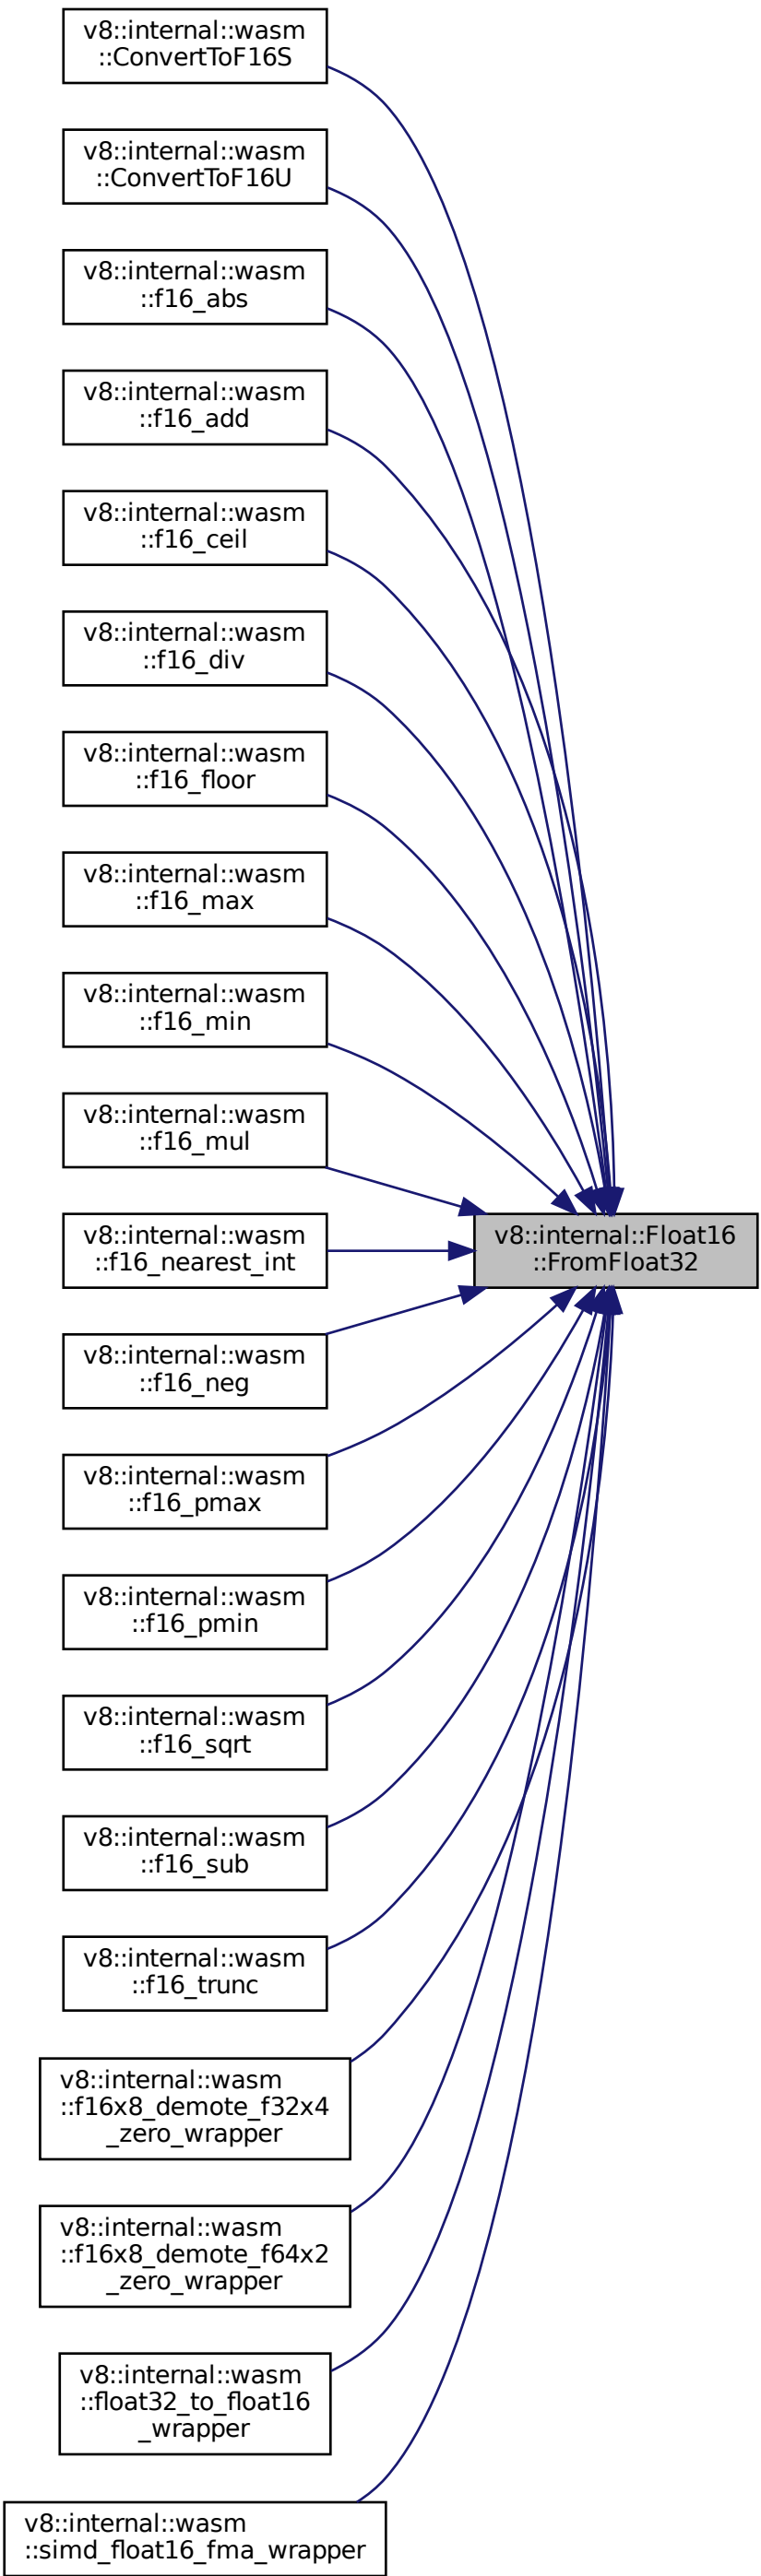 v8::internal::wasm
::ConvertToF16S
v8::internal::wasm
::ConvertToF16U
v8::internal::wasm
::f16_abs
v8::internal::wasm
::f16_add
v8::internal::wasm
::f16_ceil
v8::internal::wasm
::f16_div
v8::internal::wasm
::f16_floor
v8::internal::wasm
::f16_max
v8::internal::wasm
::f16_min
v8::internal::wasm
::f16_mul
v8::internal::wasm
::f16_nearest_int
v8::internal::Float16
::FromFloat32
v8::internal::wasm
::f16_neg
v8::internal::wasm
::f16_pmax
v8::internal::wasm
::f16_pmin
v8::internal::wasm
::f16_sqrt
v8::internal::wasm
::f16_sub
v8::internal::wasm
::f16_trunc
v8::internal::wasm
::f16x8_demote_f32x4
_zero_wrapper
v8::internal::wasm
::f16x8_demote_f64x2
_zero_wrapper
v8::internal::wasm
::float32_to_float16
_wrapper
v8::internal::wasm
::simd_float16_fma_wrapper